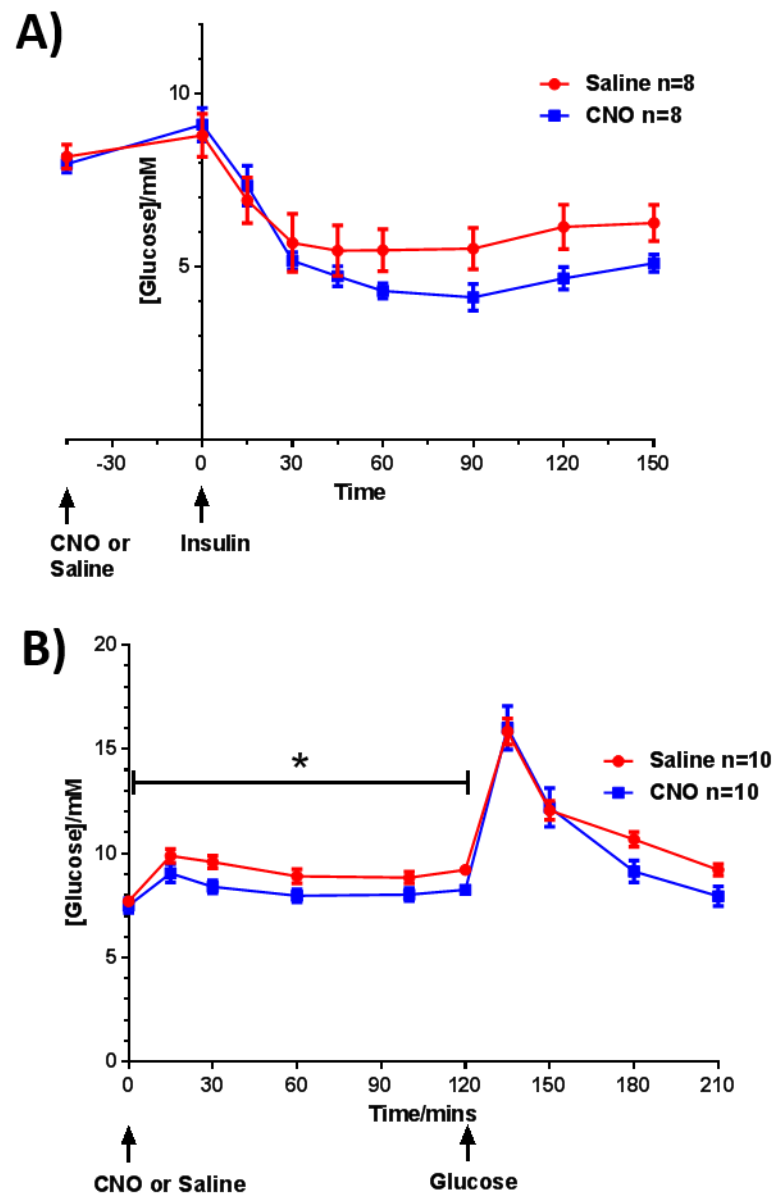 A)
Saline n=8
CNO n=8
[Glucose]/mM
10
5
-30 0 30 60 90 120 150
Time
CNO or
Saline
Insulin
B)
*
Saline n=10
CNO n=10
[Glucose]/mM
20
15
10
5
0
0 30 60 90 120 150 180 210
Time/mins
CNO or Saline
Glucose